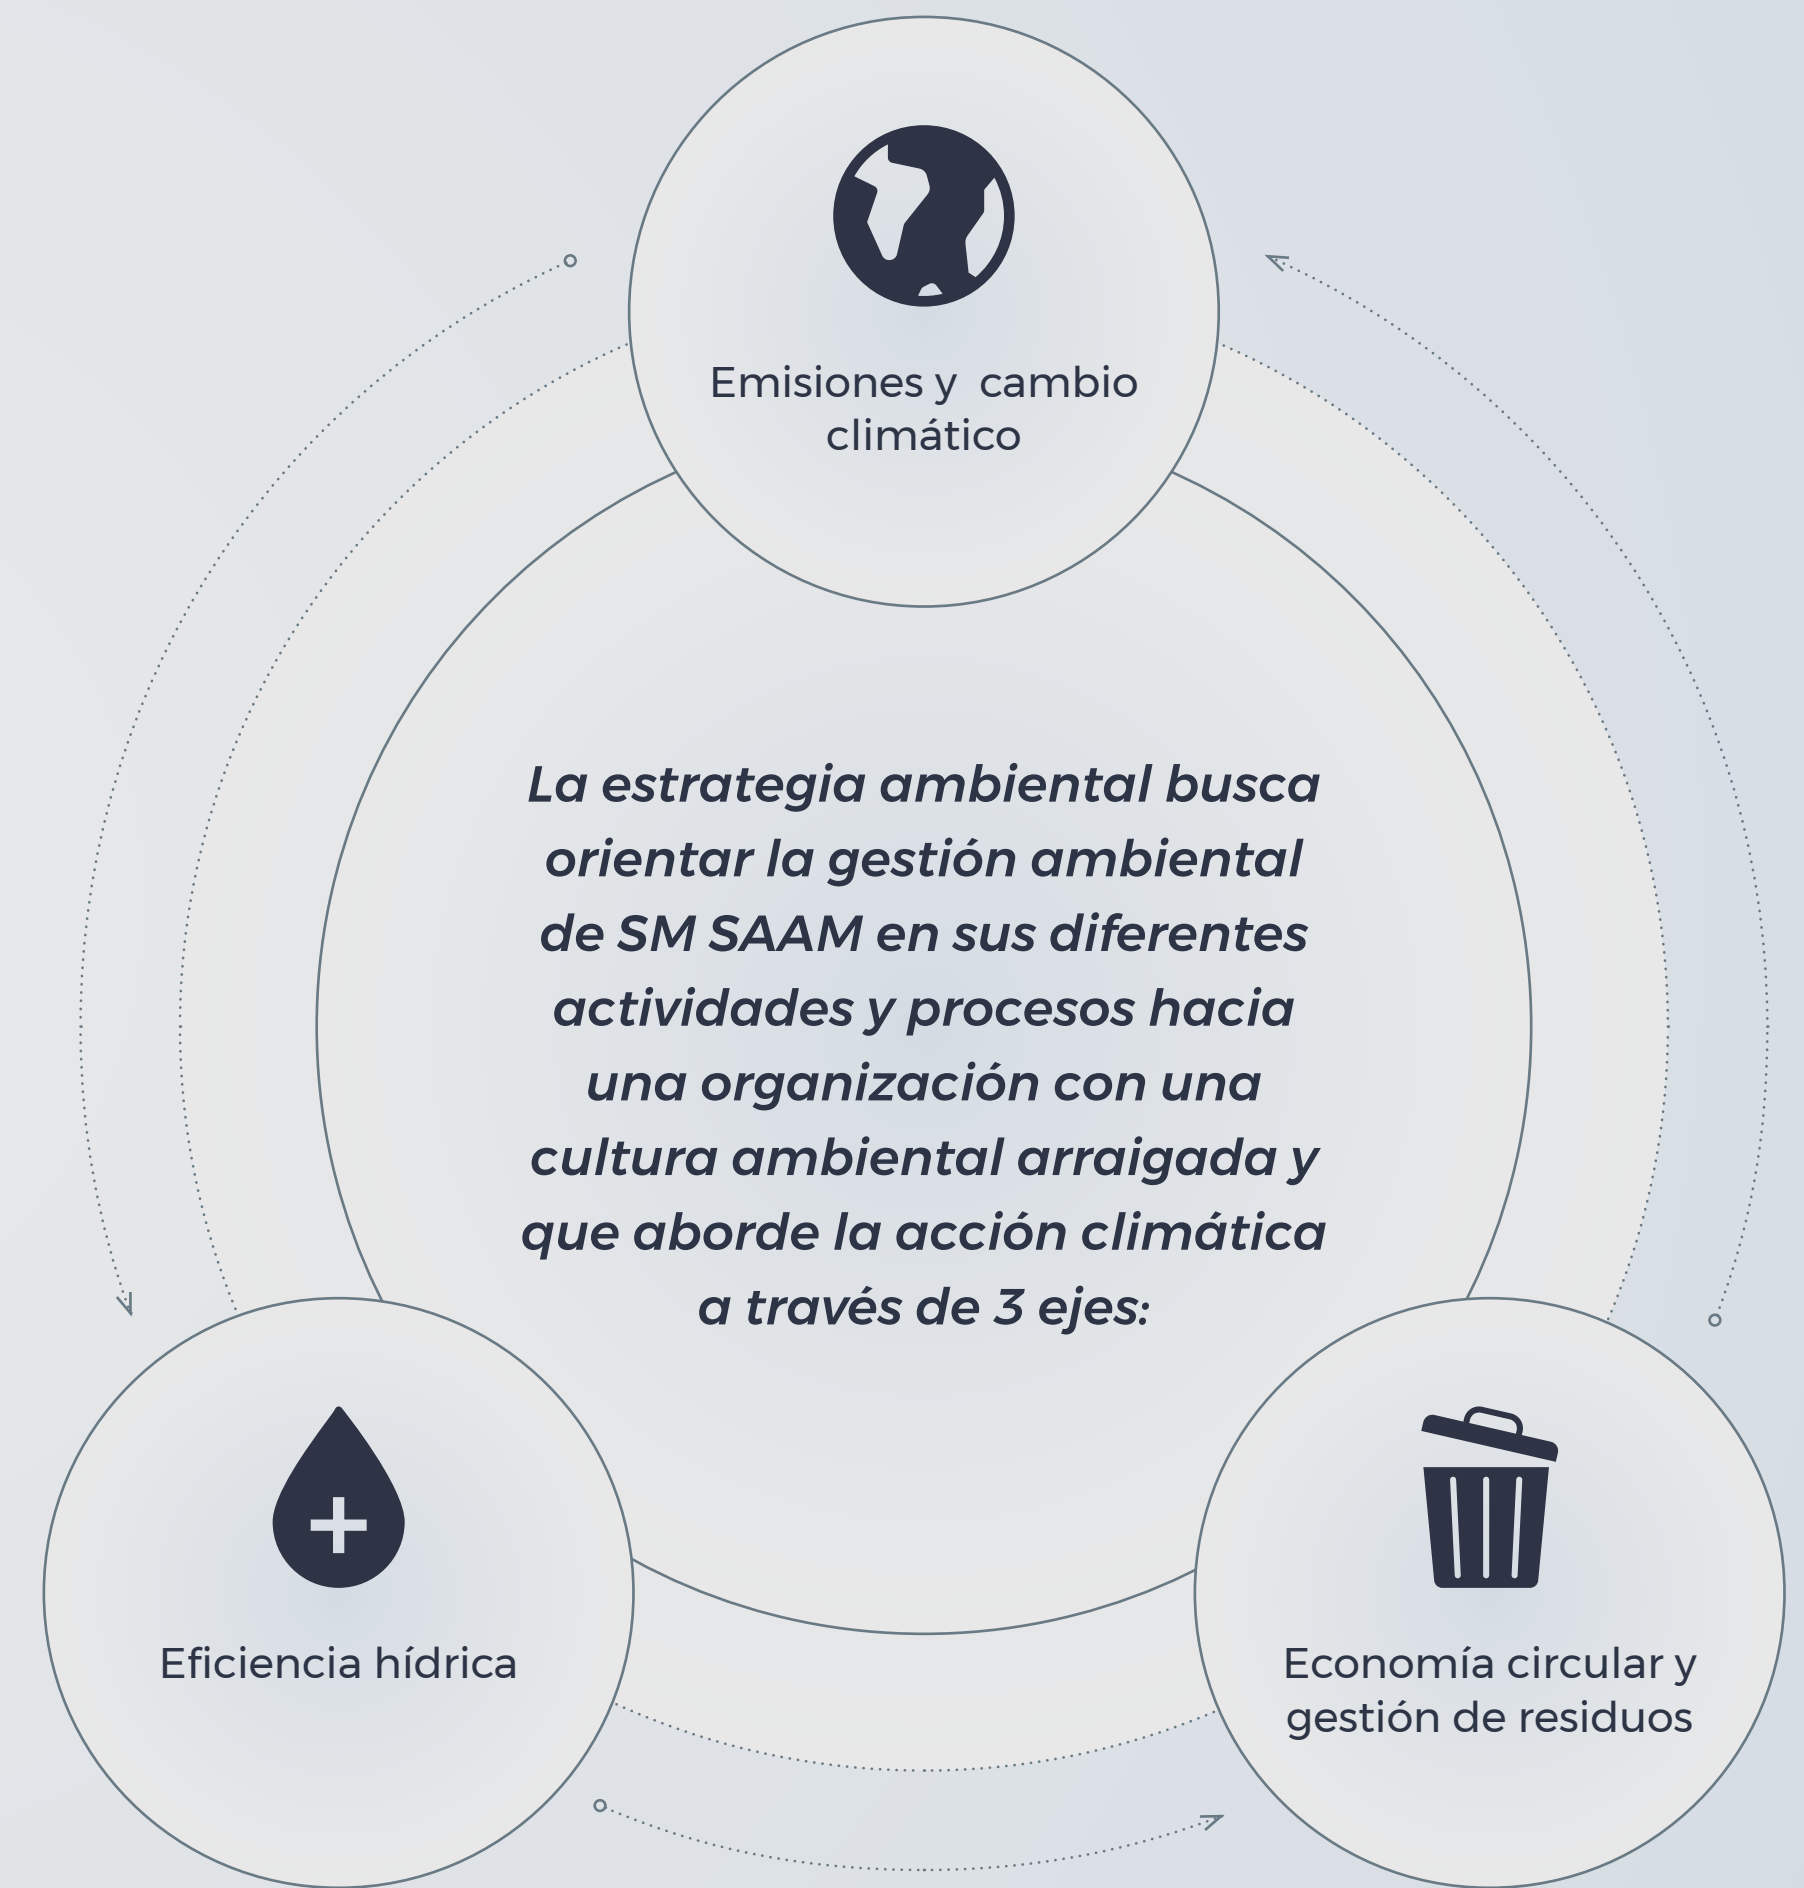 Emisiones y  cambio
climático
La estrategia ambiental busca
orientar la gestión ambiental
de SM SAAM en sus diferentes
actividades y procesos hacia
una organización con una
cultura ambiental arraigada y
que aborde la acción climática
a través de 3 ejes:
Eficiencia hídrica
Economía circular y
gestión de residuos